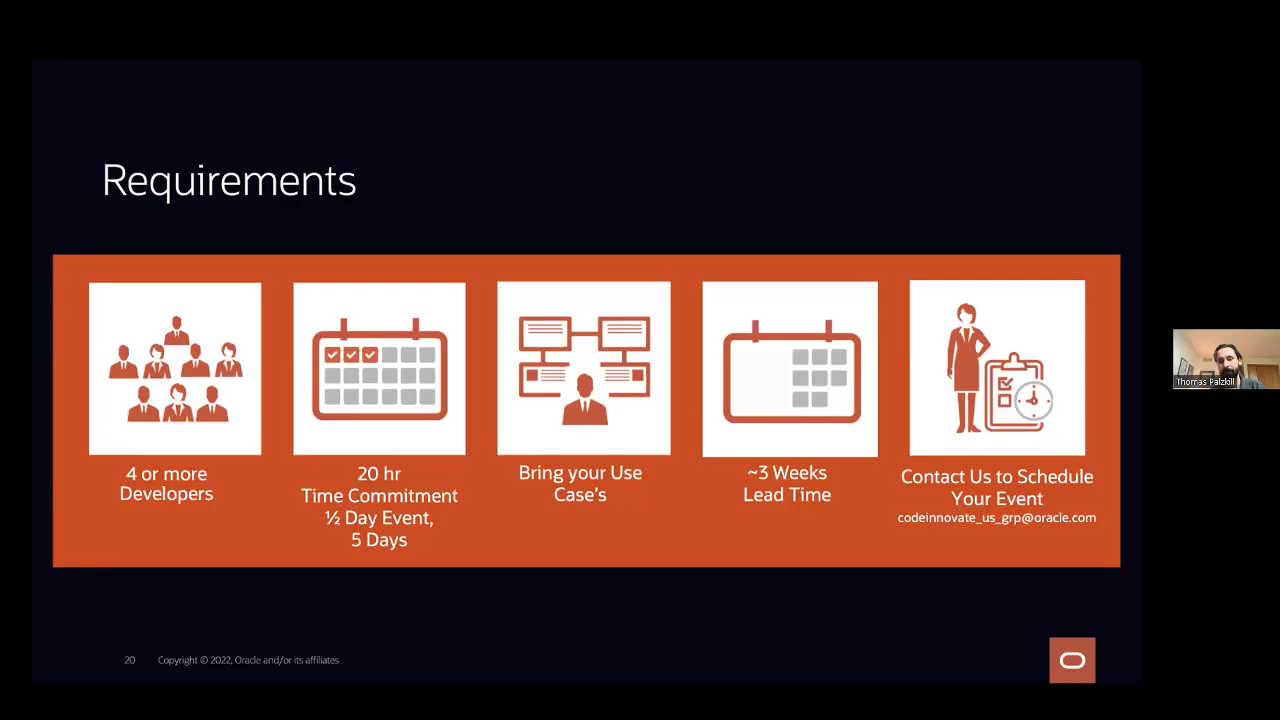 Requirements
4 or more
Developers
20 hr
Time Commitment
½ Day Event,
5 Days
Bring your Use
Case's
~3 Weeks
Lead Time
Contact Us to Schedule
Your Event
codeinnovate_us_grp@oracle.com
Thomas Palzkill
20
Copyright © 2022, Oracle and/or its affiliates